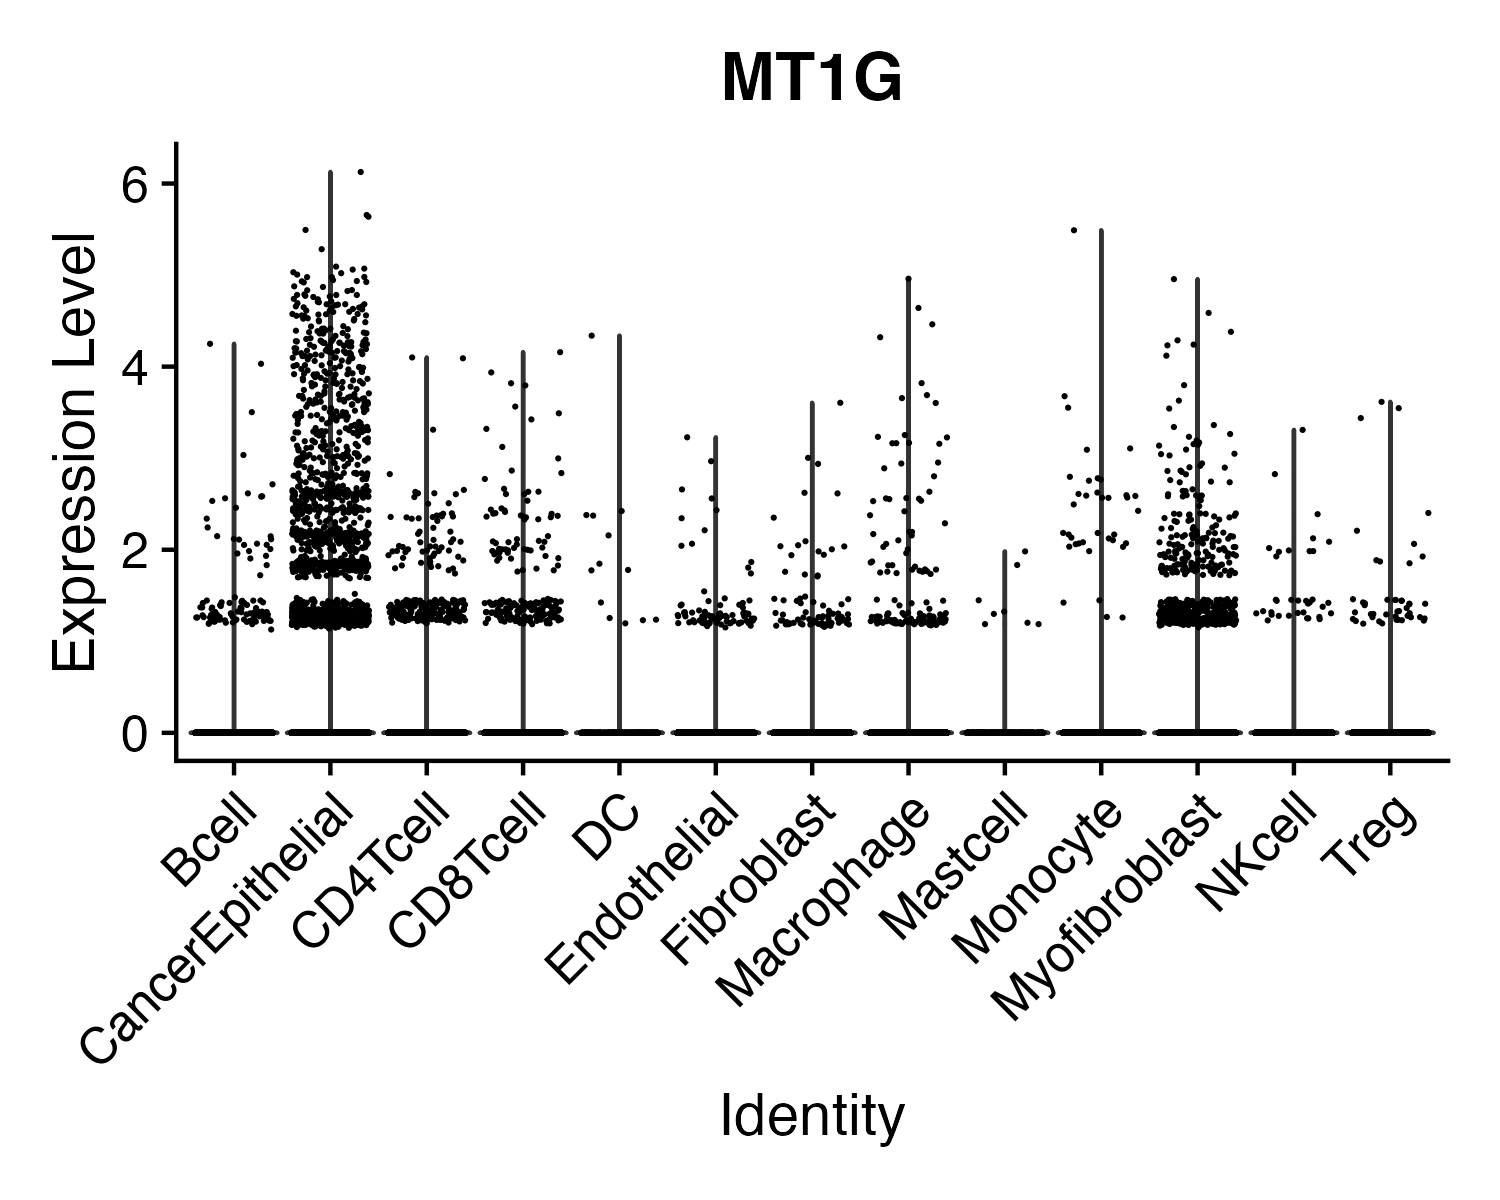 MT1G
Expression Level
6
4
2
0
Bcell
CancerEpithelial
CD4Tcell
CD8Tcell
DC
Endothelial
Fibroblast
Macrophage
Mastcell
Monocyte
Myofibroblast
NKcell
Treg
Identity